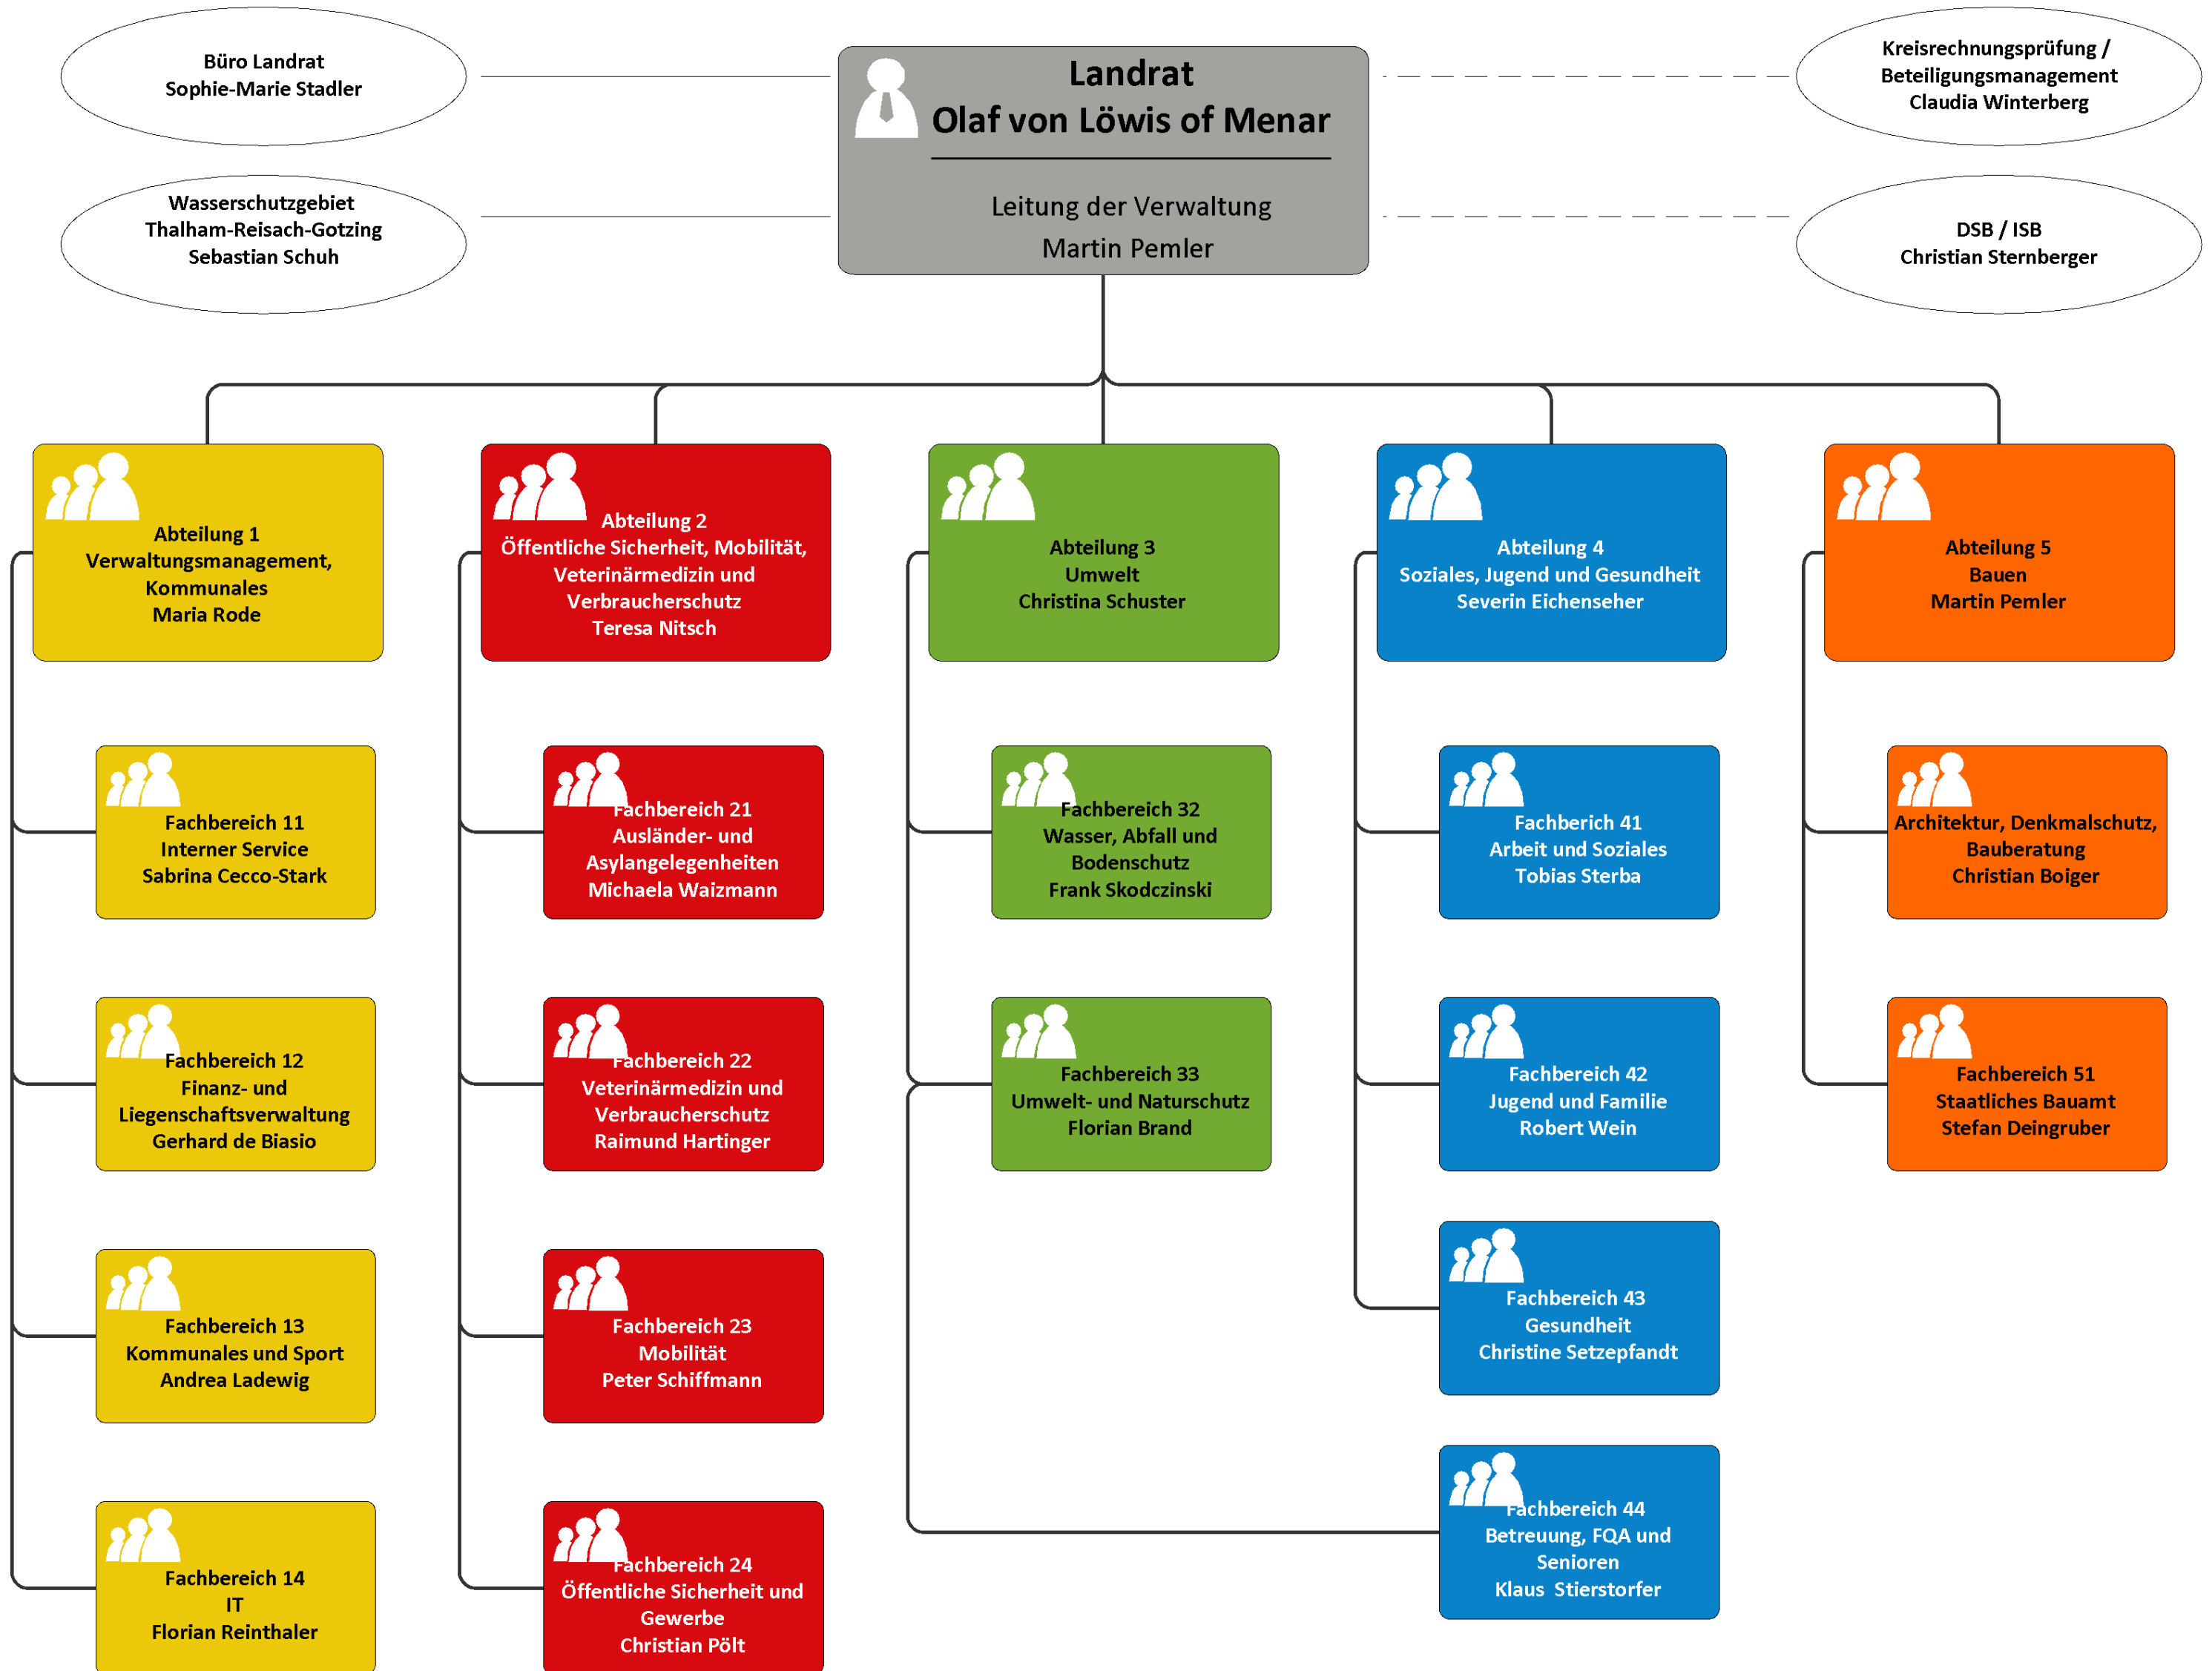 Büro Landrat
Sophie-Marie Stadler
Landrat
Olaf von Löwis of Menar
Leitung der Verwaltung
Martin Pemler
Kreisrechnungsprüfung /
Beteiligungsmanagement
Claudia Winterberg
Wasserschutzgebiet
Thalham-Reisach-Gotzing
Sebastian Schuh
DSB / ISB
Christian Sternberger
Abteilung 1
Verwaltungsmanagement,
Kommunales
Maria Rode
Abteilung 2
Öffentliche Sicherheit, Mobilität,
Veterinärmedizin und
Verbraucherschutz
Teresa Nitsch
Abteilung 3
Umwelt
Christina Schuster
Abteilung 4
Soziales, Jugend und Gesundheit
Severin Eichenseher
Abteilung 5
Bauen
Martin Pemler
Fachbereich 11
Interner Service
Sabrina Cecco-Stark
Fachbereich 21
Ausländer- und
Asylangelegenheiten
Michaela Waizmann
Fachbereich 32
Wasser, Abfall und
Bodenschutz
Frank Skodczinski
Fachberich 41
Arbeit und Soziales
Tobias Sterba
Architektur, Denkmalschutz,
Bauberatung
Christian Boiger
Fachbereich 12
Finanz- und
Liegenschaftsverwaltung
Gerhard de Biasio
Fachbereich 22
Veterinärmedizin und
Verbraucherschutz
Raimund Hartinger
Fachbereich 33
Umwelt- und Naturschutz
Florian Brand
Fachbereich 42
Jugend und Familie
Robert Wein
Fachbereich 51
Staatliches Bauamt
Stefan Deingruber
Fachbereich 13
Kommunales und Sport
Andrea Ladewig
Fachbereich 23
Mobilität
Peter Schiffmann
Fachbereich 43
Gesundheit
Christine Setzepfandt
Fachbereich 14
IT
Florian Reinthaler
Fachbereich 24
Öffentliche Sicherheit und
Gewerbe
Christian Pölt
Fachbereich 44
Betreuung, FQA und
Senioren
Klaus  Stierstorfer